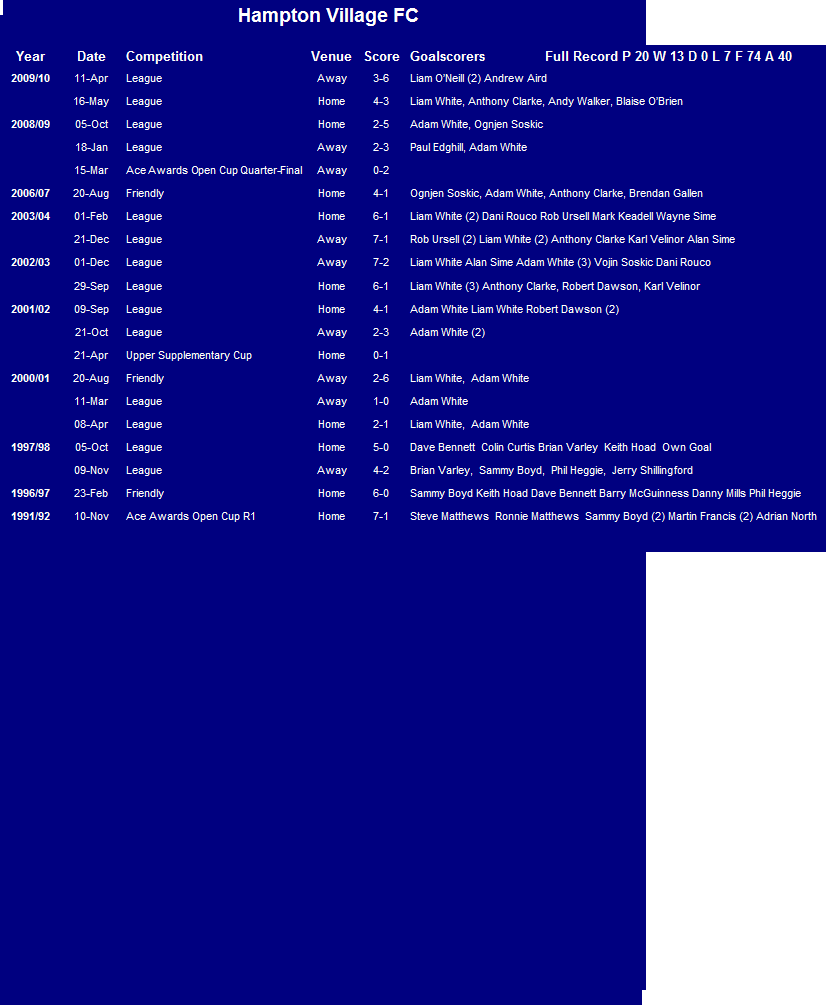 Hampton Village FC
Year Date Competition Venue Score Goalscorers Full Record P 20 W 13 D 0 L 7 F 74 A 40
2009/10 11-Apr League Away 3-6 Liam O'Neill (2) Andrew Aird
16-May League Home 4-3 Liam White, Anthony Clarke, Andy Walker, Blaise O'Brien
2008/09 05-Oct League Home 2-5 Adam White, Ognjen Soskic
18-Jan League Away 2-3 Paul Edghill, Adam White
15-Mar Ace Awards Open Cup Quarter-Final Away 0-2
2006/07 20-Aug Friendly Home 4-1 Ognjen Soskic, Adam White, Anthony Clarke, Brendan Gallen
2003/04 01-Feb League Home 6-1 Liam White (2) Dani Rouco Rob Ursell Mark Keadell Wayne Sime
21-Dec League Away 7-1 Rob Ursell (2) Liam White (2) Anthony Clarke Karl Velinor Alan Sime
2002/03 01-Dec League Away 7-2 Liam White Alan Sime Adam White (3) Vojin Soskic Dani Rouco
29-Sep League Home 6-1 Liam White (3) Anthony Clarke, Robert Dawson, Karl Velinor
2001/02 09-Sep League Home 4-1 Adam White Liam White Robert Dawson (2)
21-Oct League Away 2-3 Adam White (2)
21-Apr Upper Supplementary Cup Home 0-1
2000/01 20-Aug Friendly Away 2-6 Liam White, Adam White
11-Mar League Away 1-0 Adam White
08-Apr League Home 2-1 Liam White, Adam White
1997/98 05-Oct League Home 5-0 Dave Bennett Colin Curtis Brian Varley Keith Hoad Own Goal
09-Nov League Away 4-2 Brian Varley, Sammy Boyd, Phil Heggie, Jerry Shillingford
1996/97 23-Feb Friendly Home 6-0 Sammy Boyd Keith Hoad Dave Bennett Barry McGuinness Danny Mills Phil Heggie
1991/92 10-Nov Ace Awards Open Cup R1 Home 7-1 Steve Matthews Ronnie Matthews Sammy Boyd (2) Martin Francis (2) Adrian North